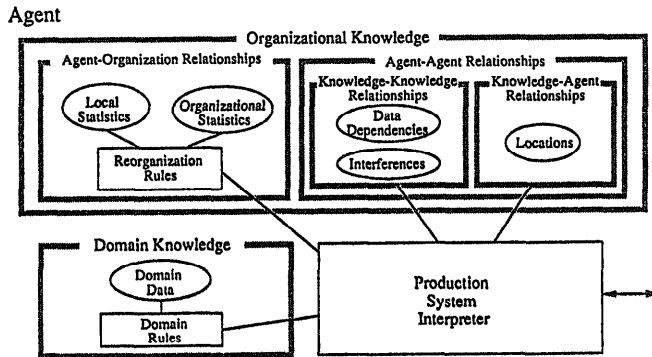 Agent
Organizational Knowledge
Agent-Organization Relationships
Local
Statistics
Organizational
Statistics
Reorganization
Rules
Agent-Agent Relationships
Knowledge-Knowledge
Relationships
Data
Dependencies
Interferences
Knowledge-Agent
Relationships
Locations
Domain Knowledge
Domain
Data
Domain
Rules
Production
System
Interpreter